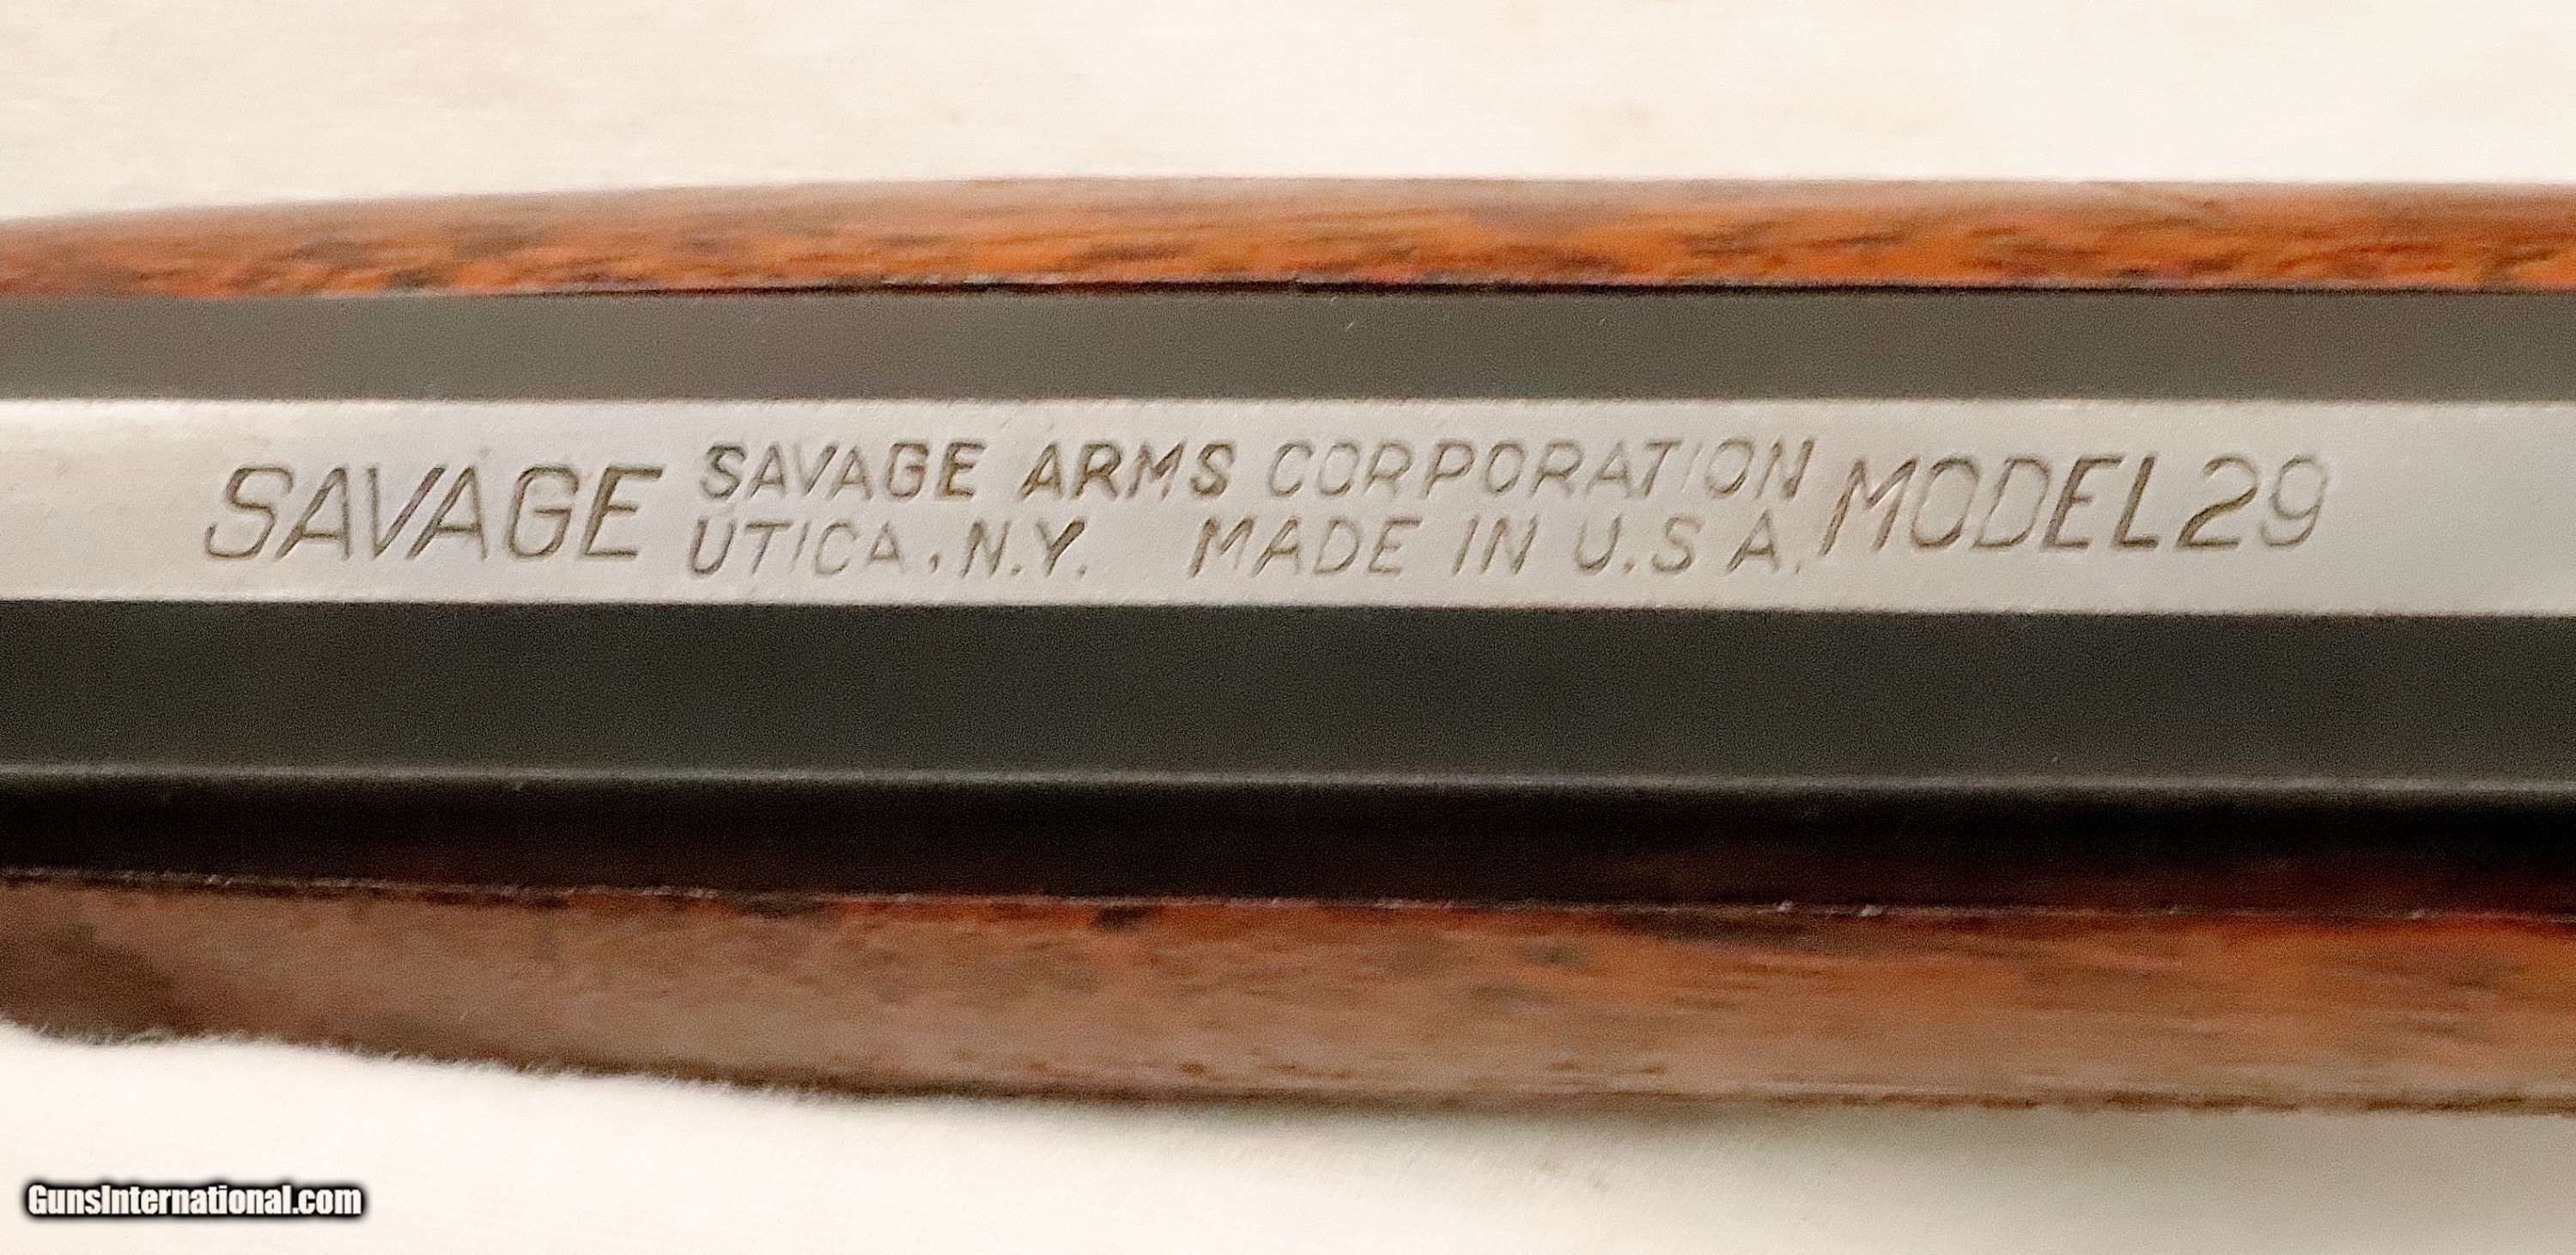 SAVAGE SAVAGE ARMS CORPORATION MODEL 29
UTICA, N.Y. MADE IN U.S.A.
GunsInternational.com